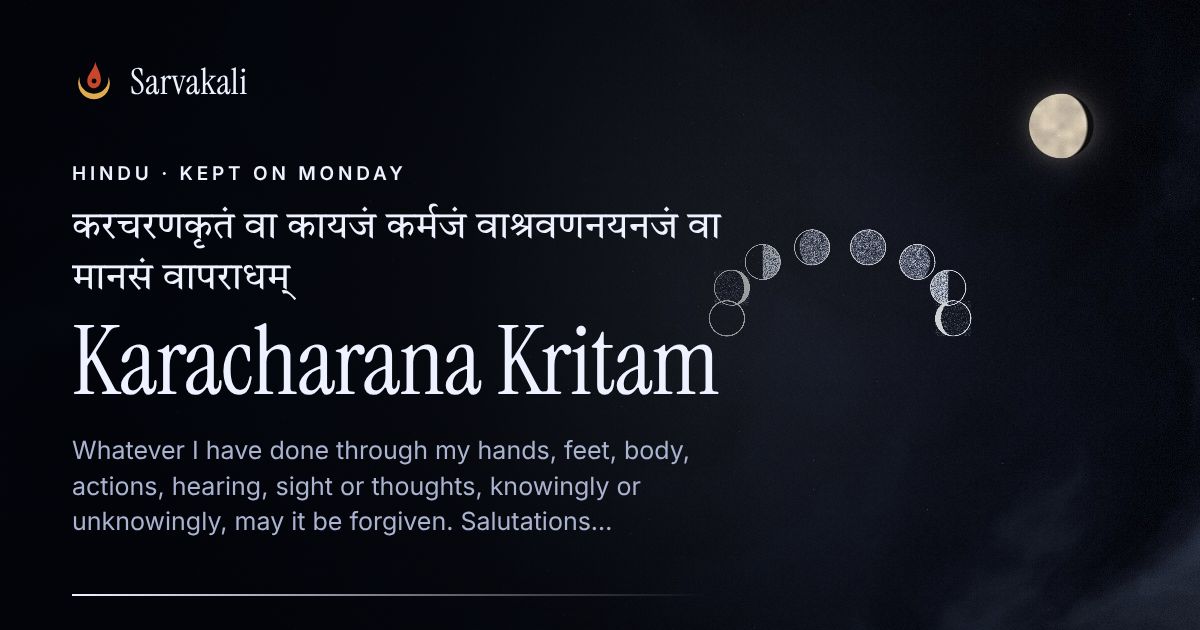 Sarvakali
HINDU · KEPT ON MONDAY
करचरणकृतं वा कायजं कर्मजं वाश्रवणनयनजं वा
मानसं वापराधम्
Karacharana Kritam
Whatever I have done through my hands, feet, body,
actions, hearing, sight or thoughts, knowingly or
unknowingly, may it be forgiven. Salutations...